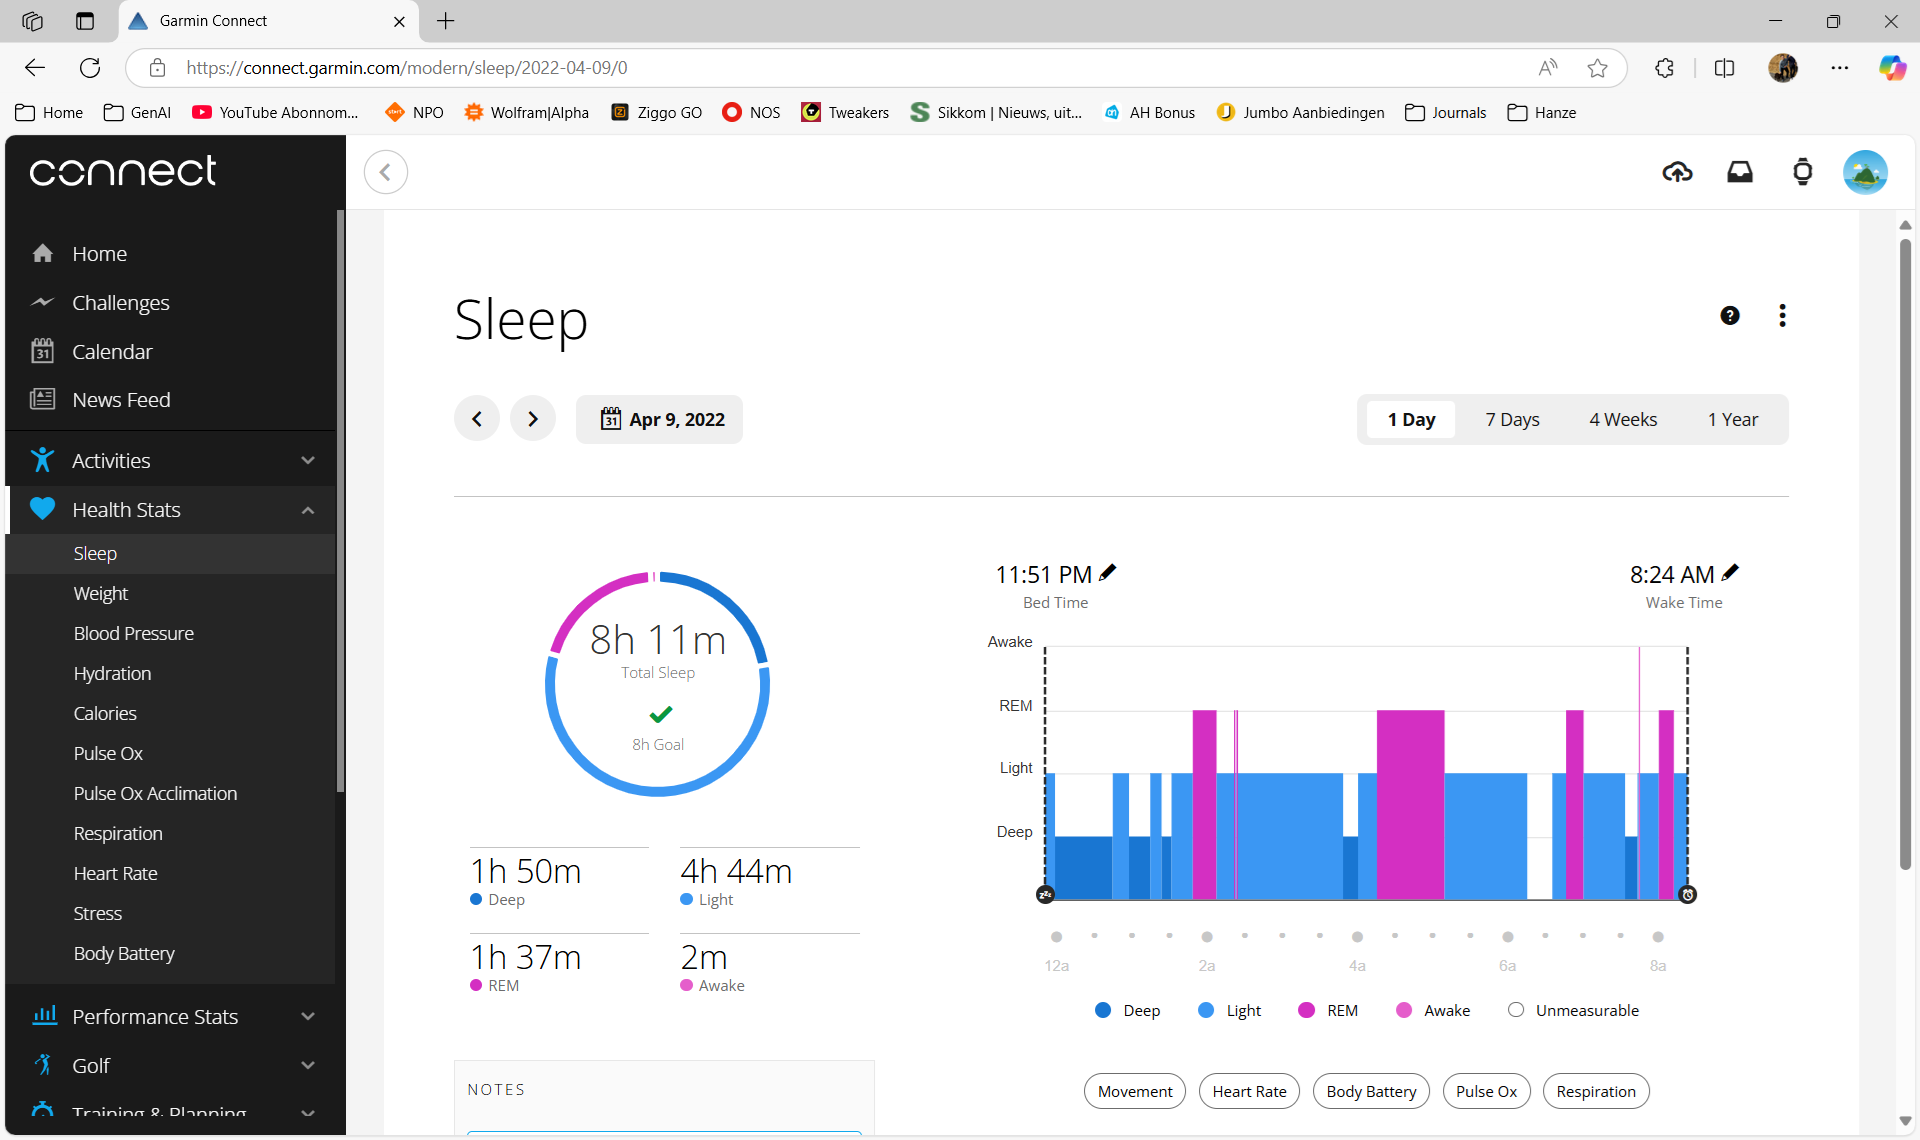 Garmin Connect
https://connect.garmin.com/modern/sleep/2022-04-09/0
Home GenAI YouTube Abonnom... NPO Wolfram|Alpha Ziggo GO NOS Tweakers Sikkom | Nieuws, uit... AH Bonus Jumbo Aanbiedingen Journals Hanze
connect
Home
Challenges
31 Calendar
News Feed
Activities
Health Stats
Sleep
Weight
Blood Pressure
Hydration
Calories
Pulse Ox
Pulse Ox Acclimation
Respiration
Heart Rate
Stress
Body Battery
Performance Stats
Golf
Training & Planning
Sleep
31 Apr 9, 2022
1 Day 7 Days 4 Weeks 1 Year
8h 11m
Total Sleep
8h Goal
1h 50m
Deep
4h 44m
Light
1h 37m
REM
2m
Awake
NOTES
11:51 PM
Bed Time
8:24 AM
Wake Time
Awake
REM
Light
Deep
12a 2a 4a 6a 8a
Deep Light REM Awake Unmeasurable
Movement Heart Rate Body Battery Pulse Ox Respiration